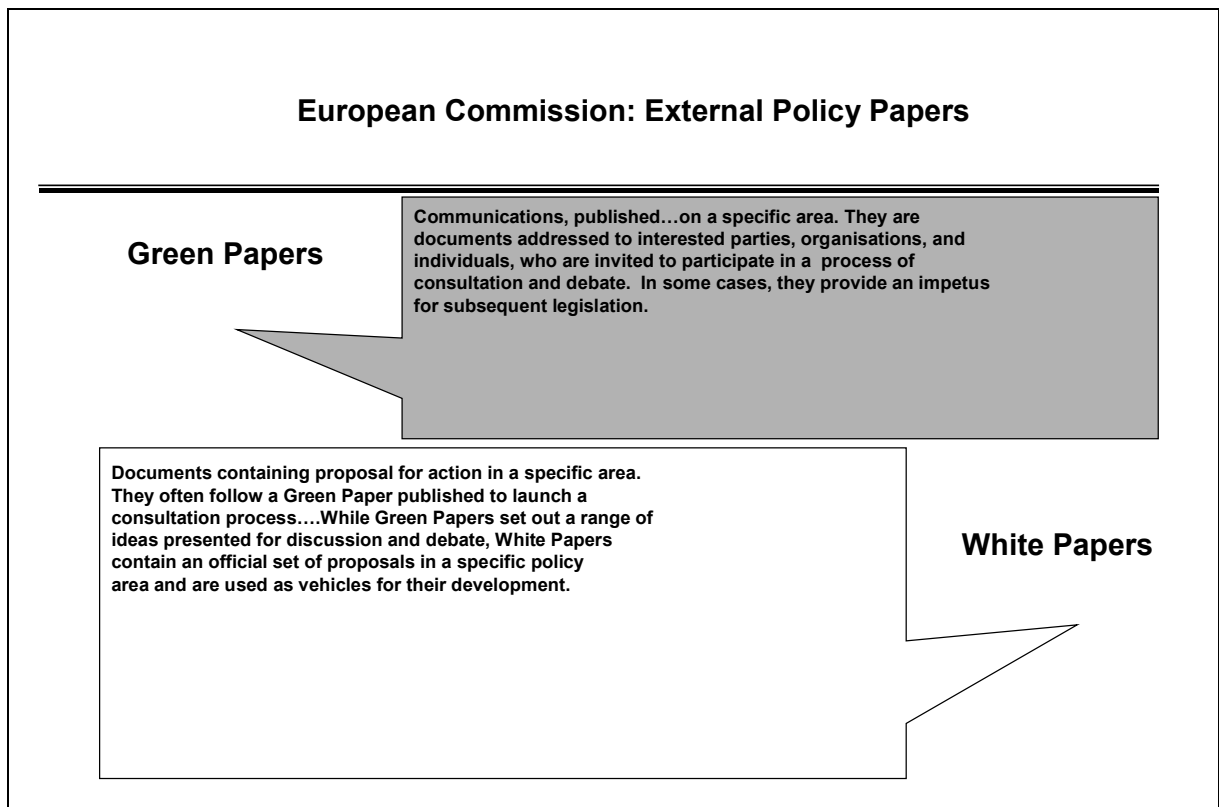 European Commission: External Policy Papers
Green Papers
Communications, published…on a specific area. They are
documents addressed to interested parties, organisations, and
individuals, who are invited to participate in a process of
consultation and debate. In some cases, they provide an impetus
for subsequent legislation.
Documents containing proposal for action in a specific area.
They often follow a Green Paper published to launch a
consultation process….While Green Papers set out a range of
ideas presented for discussion and debate, White Papers
contain an official set of proposals in a specific policy
area and are used as vehicles for their development.
White Papers